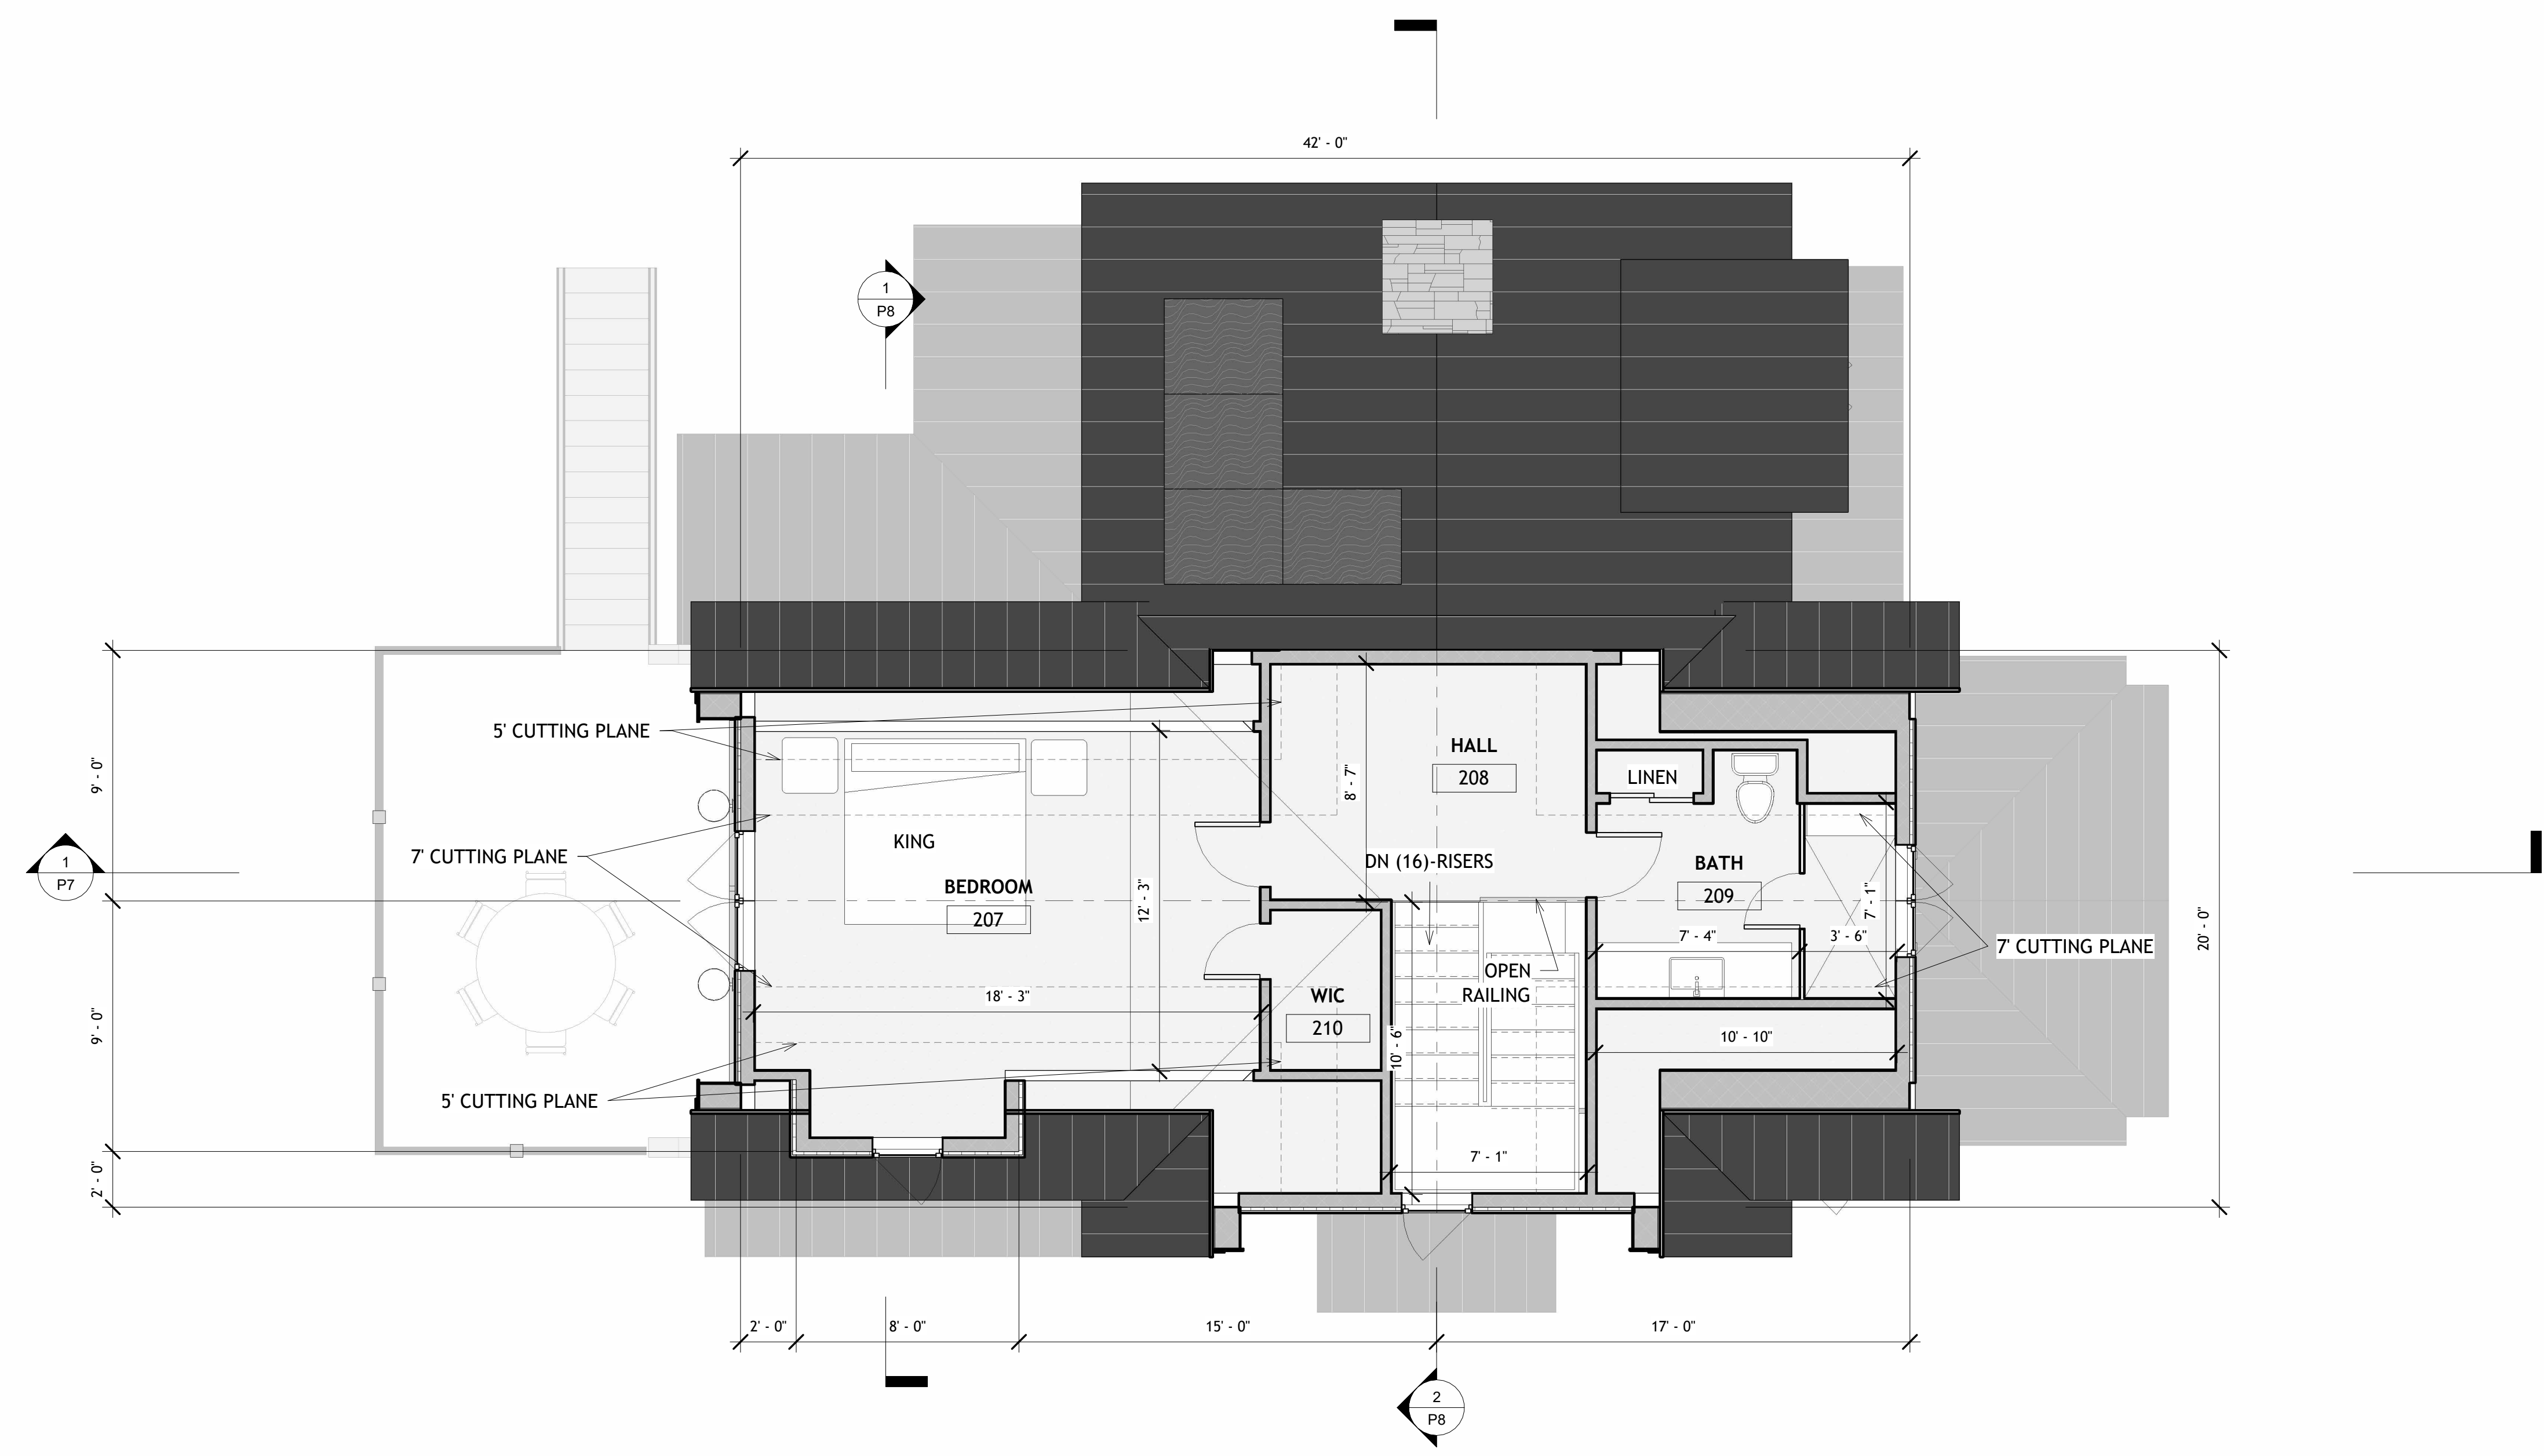 42' - 0"
1
P8
5' CUTTING PLANE
HALL
208
LINEN
9' - 0"
8' - 7"
7' CUTTING PLANE
KING
DN (16)-RISERS
BATH
209
1
P7
BEDROOM
207
12' - 3"
7' - 1"
20' - 0"
7' - 4"
3' - 6"
7' CUTTING PLANE
OPEN
RAILING
18' - 3"
WIC
210
9' - 0"
10' - 6"
10' - 10"
5' CUTTING PLANE
7' - 1"
2' - 0"
2' - 0"
8' - 0"
15' - 0"
17' - 0"
2
P8